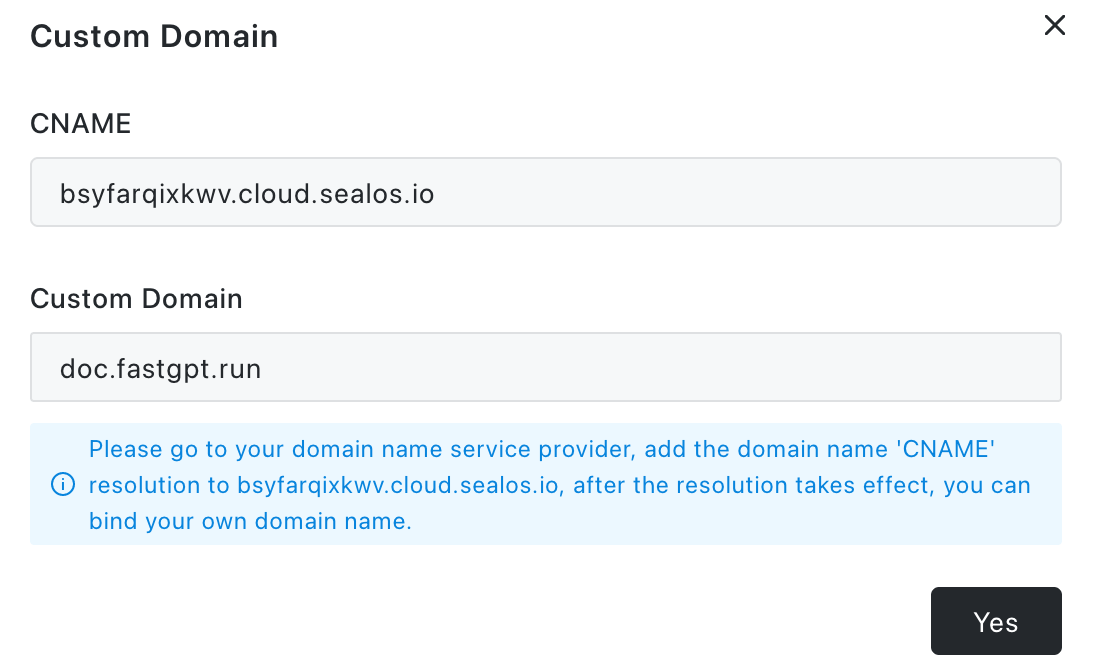 Custom Domain
CNAME
bsyfarqixkwv.cloud.sealos.io
Custom Domain
doc.fastgpt.run
Please go to your domain name service provider, add the domain name 'CNAME'
resolution to bsyfarqixkwv.cloud.sealos.io, after the resolution takes effect, you can
bind your own domain name.
Yes